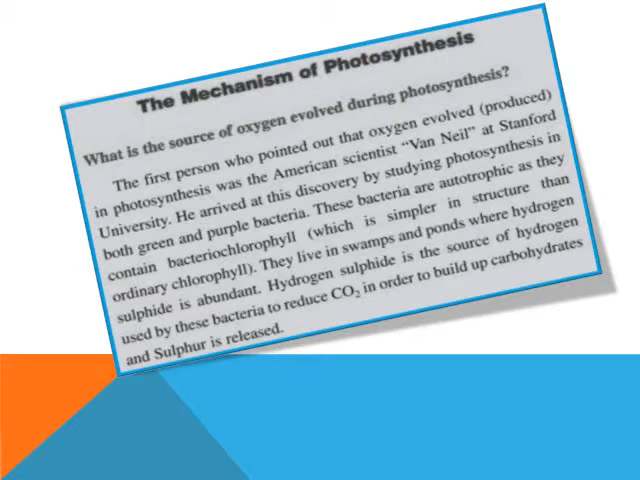 The Mechanism of Photosynthesis
What is the source of oxygen evolved during photosynthesis?
The first person who pointed out that oxygen evolved (produced)
in photosynthesis was the American scientist “Van Neil” at Stanford
University. He arrived at this discovery by studying photosynthesis in
both green and purple bacteria. These bacteria are autotrophic as they
contain bacteriochlorophyll (which is simpler in structure than
ordinary chlorophyll). They live in swamps and ponds where hydrogen
sulphide is abundant. Hydrogen sulphide is the source of hydrogen
used by these bacteria to reduce CO₂ in order to build up carbohydrates
and Sulphur is released.